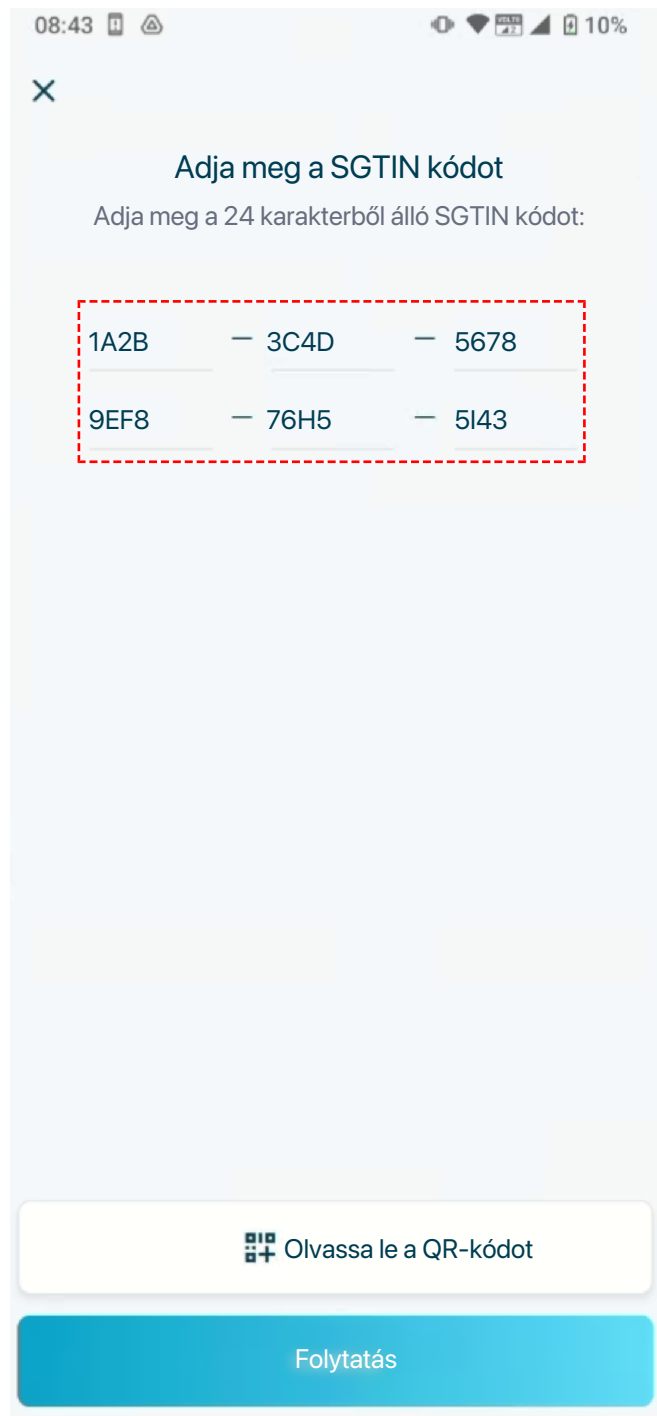 08:43 10%
Adja meg a SGTIN kódot
Adja meg a 24 karakterből álló SGTIN kódot:
1A2B — 3C4D — 5678
9EF8 — 76H5 — 5I43
Olvassa le a QR-kódot
Folytatás